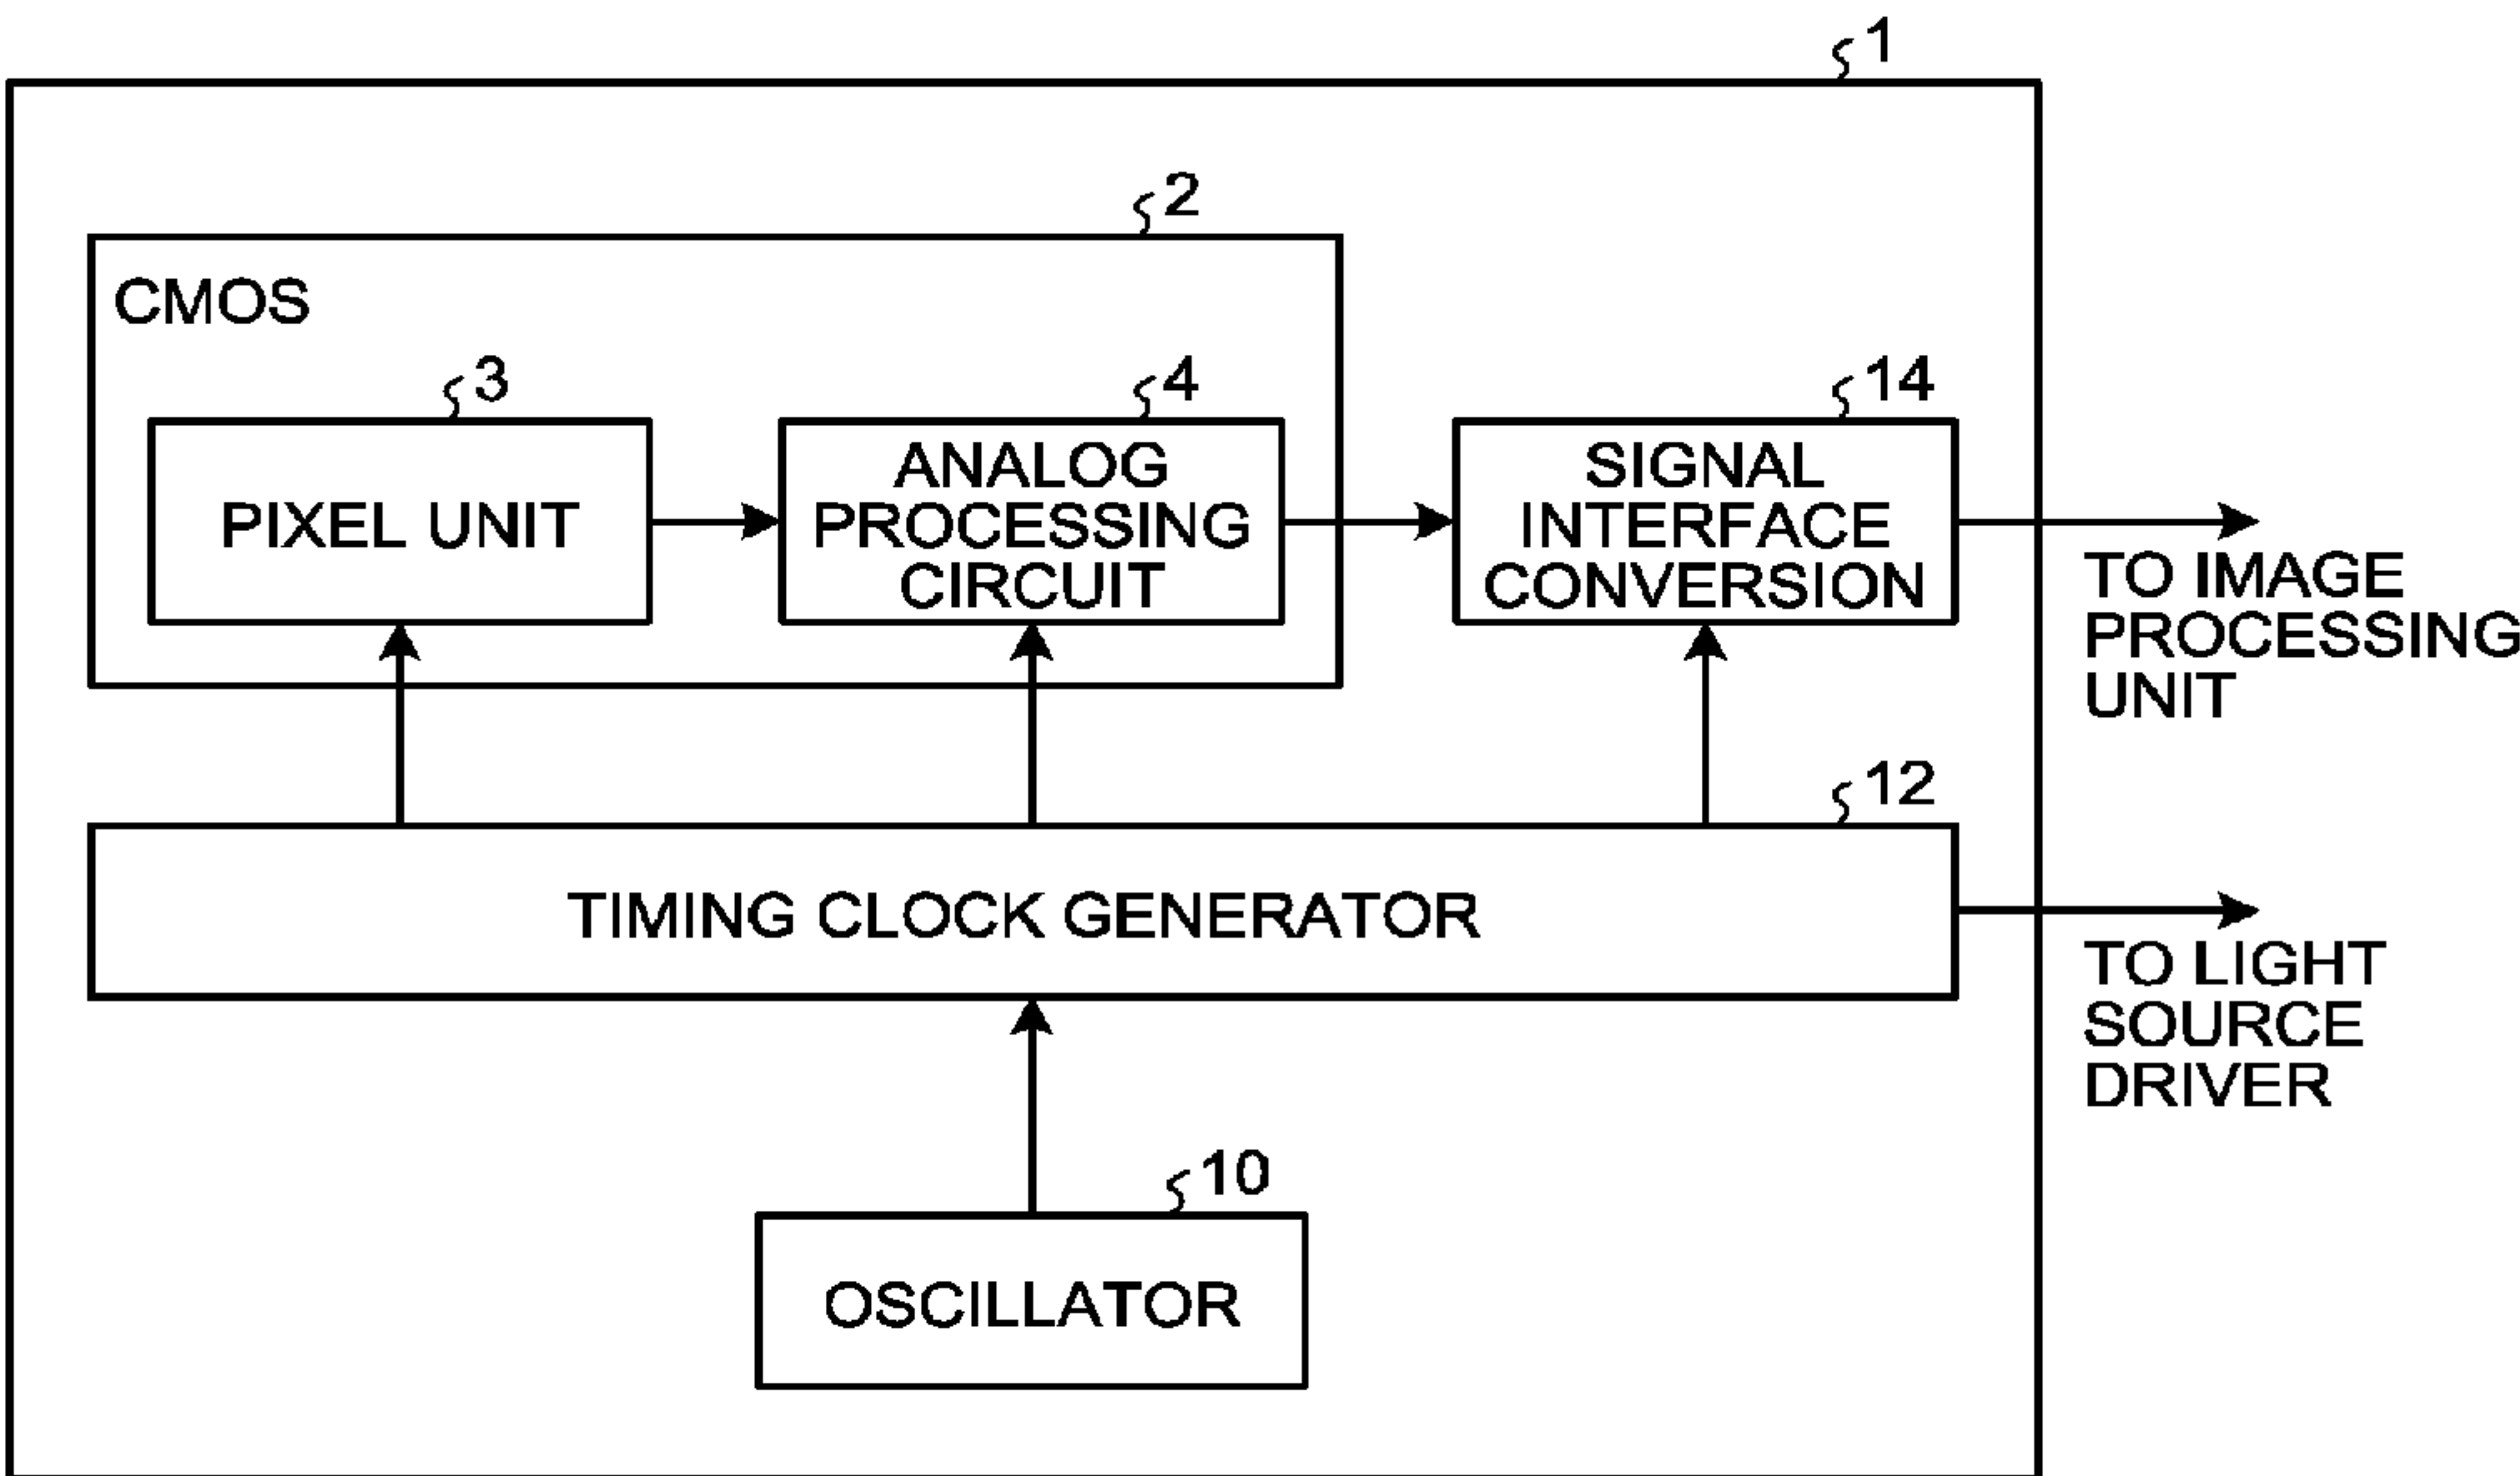 1
2
CMOS
3
4
14
PIXEL UNIT
ANALOG
PROCESSING
CIRCUIT
SIGNAL
INTERFACE
CONVERSION
TO IMAGE
PROCESSING
UNIT
12
TIMING CLOCK GENERATOR
TO LIGHT
SOURCE
DRIVER
10
OSCILLATOR